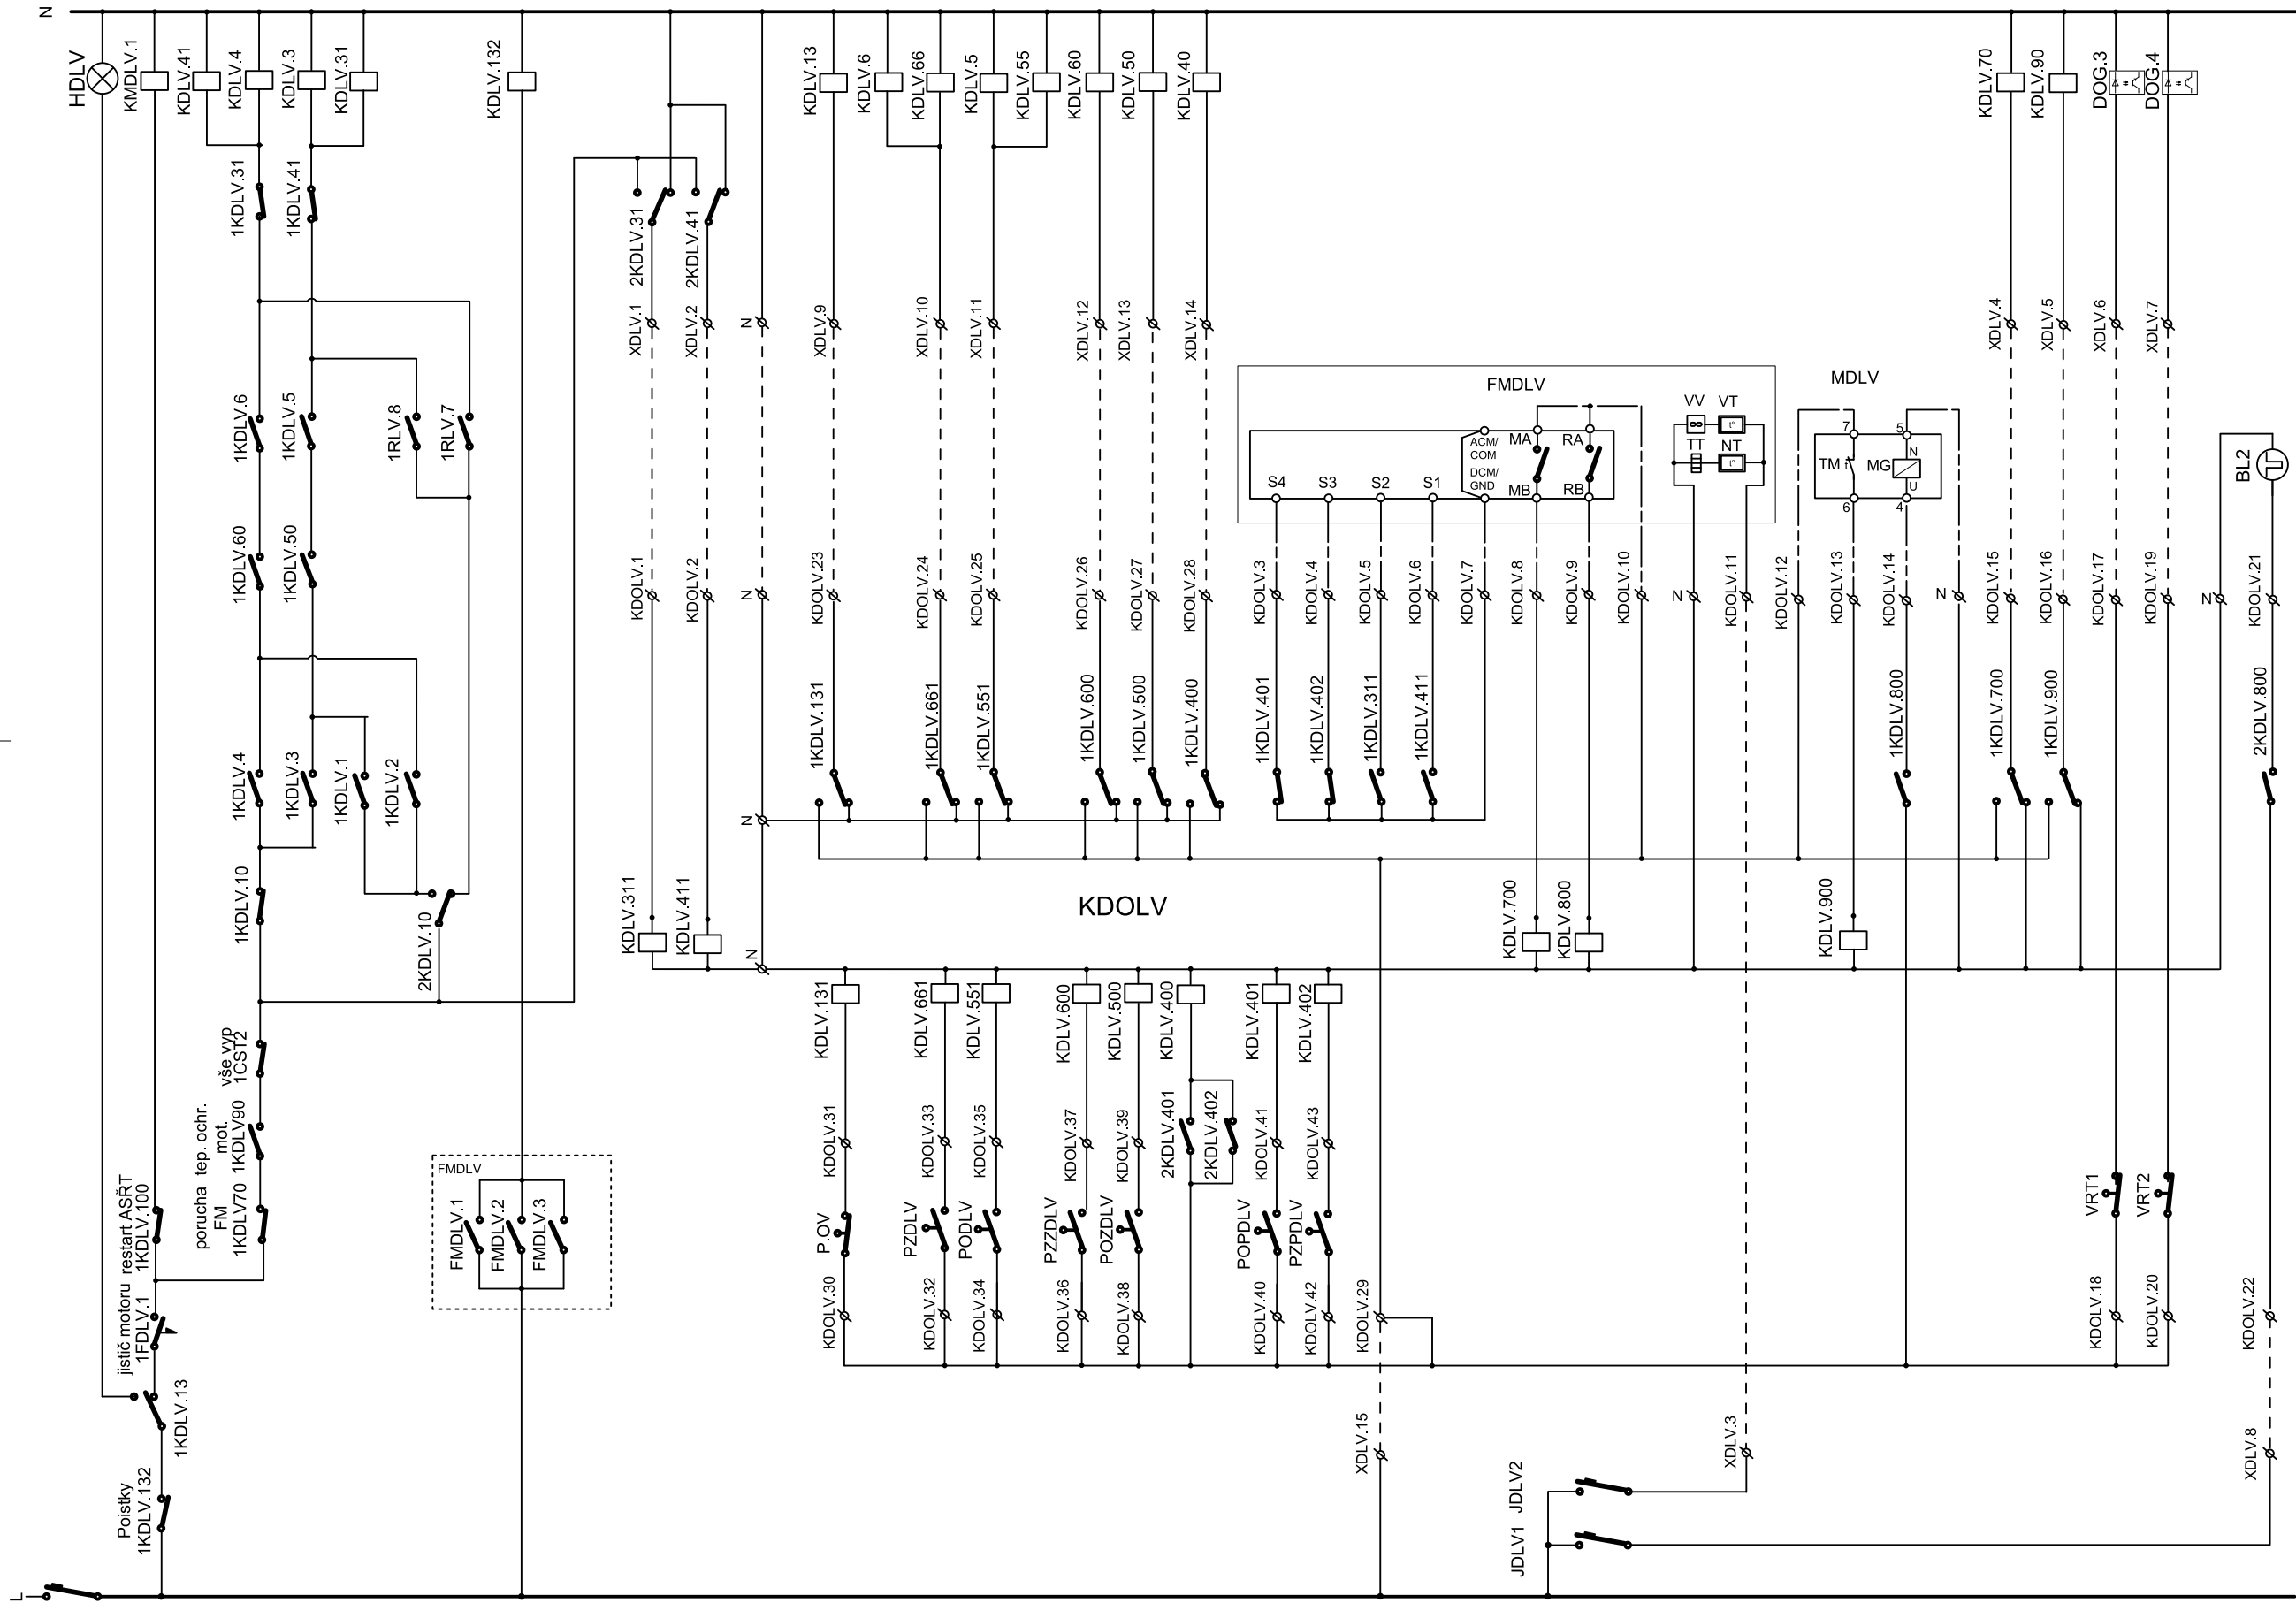 N
HDLV
KMDLV.1
KDLV.41
KDLV.4
KDLV.3
KDLV.31
KDLV.132
KDLV.13
KDLV.6
KDLV.66
KDLV.5
KDLV.55
KDLV.60
KDLV.50
KDLV.40
KDLV.70
KDLV.90
DOG.3
DOG.4
1KDLV.31
1KDLV.41
2KDLV.31
2KDLV.41
XDLV.1
XDLV.2
N
XDLV.9
XDLV.10
XDLV.11
XDLV.12
XDLV.13
XDLV.14
XDLV.4
XDLV.5
XDLV.6
XDLV.7
FMDLV
MDLV
1KDLV.6
1KDLV.5
1RLV.8
1RLV.7
ACM/
COM
DCM/
GND
MA
RA
MB
RB
S4
S3
S2
S1
VV
VT
TT
NT
t°
t°
7
5
TM
t
MG
N
U
6
4
BL2
1KDLV.60
1KDLV.50
KDOLV.1
KDOLV.2
N
KDOLV.23
KDOLV.24
KDOLV.25
KDOLV.26
KDOLV.27
KDOLV.28
KDOLV.3
KDOLV.4
KDOLV.5
KDOLV.6
KDOLV.7
KDOLV.8
KDOLV.9
KDOLV.10
N
KDOLV.11
KDOLV.12
KDOLV.13
KDOLV.14
N
KDOLV.15
KDOLV.16
KDOLV.17
KDOLV.19
N
KDOLV.21
1KDLV.4
1KDLV.3
1KDLV.1
1KDLV.2
N
1KDLV.131
1KDLV.661
1KDLV.551
1KDLV.600
1KDLV.500
1KDLV.400
1KDLV.401
1KDLV.402
1KDLV.311
1KDLV.411
1KDLV.800
1KDLV.700
1KDLV.900
2KDLV.800
1KDLV.10
2KDLV.10
KDLV.311
KDLV.411
N
KDOLV
KDLV.700
KDLV.800
KDLV.900
KDLV.131
KDLV.661
KDLV.551
KDLV.600
KDLV.500
KDLV.400
KDLV.401
KDLV.402
vše vyp
1CST2
porucha tep. ochr.
FM mot.
1KDLV70 1KDLV90
KDOLV.31
KDOLV.33
KDOLV.35
KDOLV.37
KDOLV.39
2KDLV.401
2KDLV.402
KDOLV.41
KDOLV.43
FMDLV
FMDLV.1
FMDLV.2
FMDLV.3
P.OV
PZDLV
PODLV
PZZDLV
POZDLV
POPDLV
PZPDLV
VRT1
VRT2
jistič motoru restart ASŘT
1FDLV.1 1KDLV.100
KDOLV.30
KDOLV.32
KDOLV.34
KDOLV.36
KDOLV.38
KDOLV.40
KDOLV.42
KDOLV.29
KDOLV.18
KDOLV.20
KDOLV.22
1KDLV.13
XDLV.15
XDLV.3
XDLV.8
Poistky
1KDLV.132
JDLV1 JDLV2
L